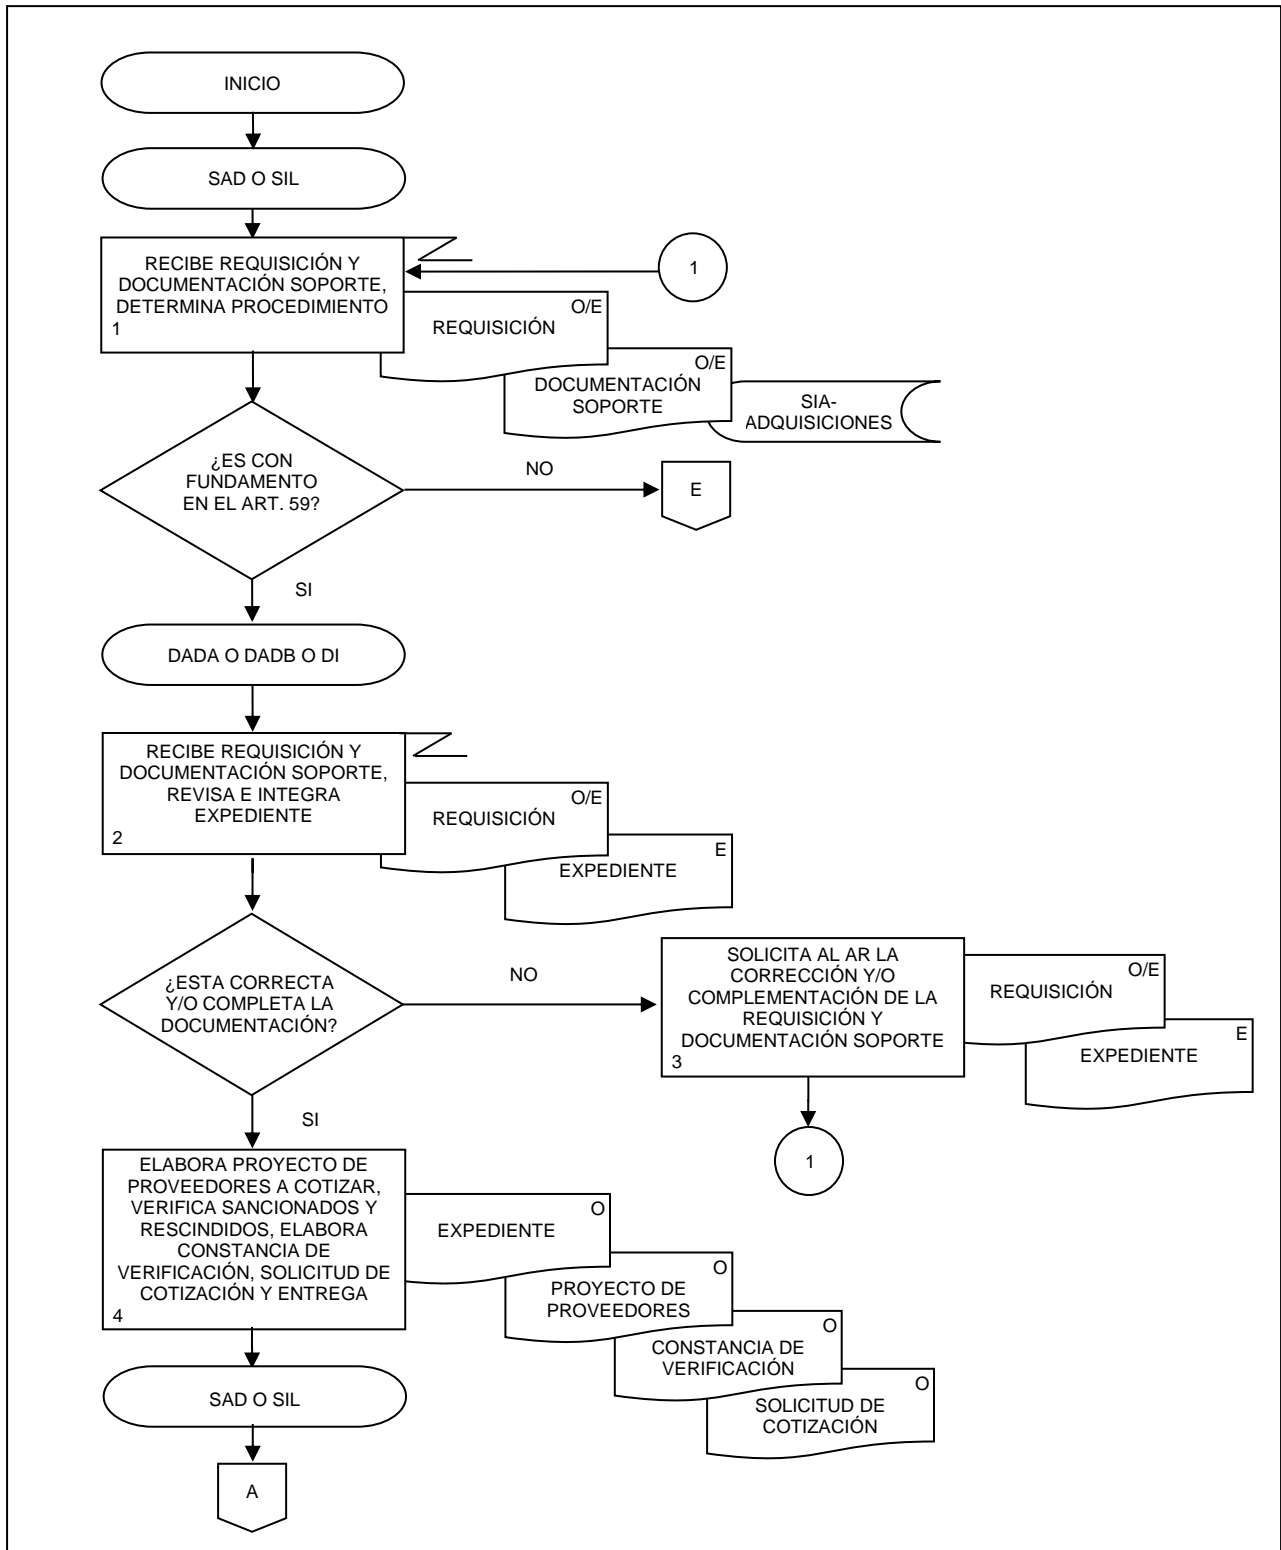 INICIO
SAD O SIL
RECIBE REQUISICIÓN Y
DOCUMENTACIÓN SOPORTE,
DETERMINA PROCEDIMIENTO
1
1
O/E
REQUISICIÓN
O/E
DOCUMENTACIÓN
SOPORTE
SIA-
ADQUISICIONES
¿ES CON
FUNDAMENTO
EN EL ART. 59?
NO
E
SI
DADA O DADB O DI
RECIBE REQUISICIÓN Y
DOCUMENTACIÓN SOPORTE,
REVISA E INTEGRA
EXPEDIENTE
2
O/E
REQUISICIÓN
E
EXPEDIENTE
¿ESTA CORRECTA
Y/O COMPLETA LA
DOCUMENTACIÓN?
NO
SOLICITA AL AR LA
CORRECCIÓN Y/O
COMPLEMENTACIÓN DE LA
REQUISICIÓN Y
DOCUMENTACIÓN SOPORTE
3
O/E
REQUISICIÓN
E
EXPEDIENTE
1
SI
ELABORA PROYECTO DE
PROVEEDORES A COTIZAR,
VERIFICA SANCIONADOS Y
RESCINDIDOS, ELABORA
CONSTANCIA DE
VERIFICACIÓN, SOLICITUD DE
COTIZACIÓN Y ENTREGA
4
O
EXPEDIENTE
O
PROYECTO DE
PROVEEDORES
O
CONSTANCIA DE
VERIFICACIÓN
O
SOLICITUD DE
COTIZACIÓN
SAD O SIL
A